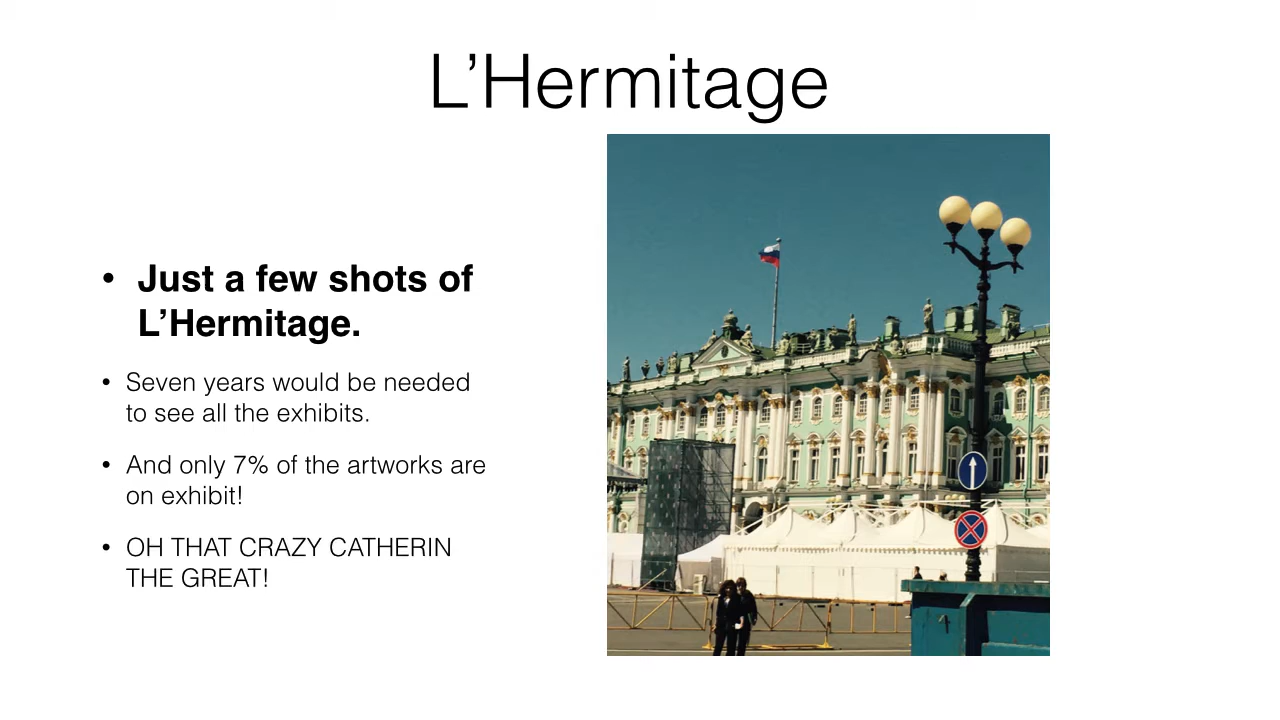 L’Hermitage
• Just a few shots of
L’Hermitage.
• Seven years would be needed
to see all the exhibits.
• And only 7% of the artworks are
on exhibit!
• OH THAT CRAZY CATHERIN
THE GREAT!